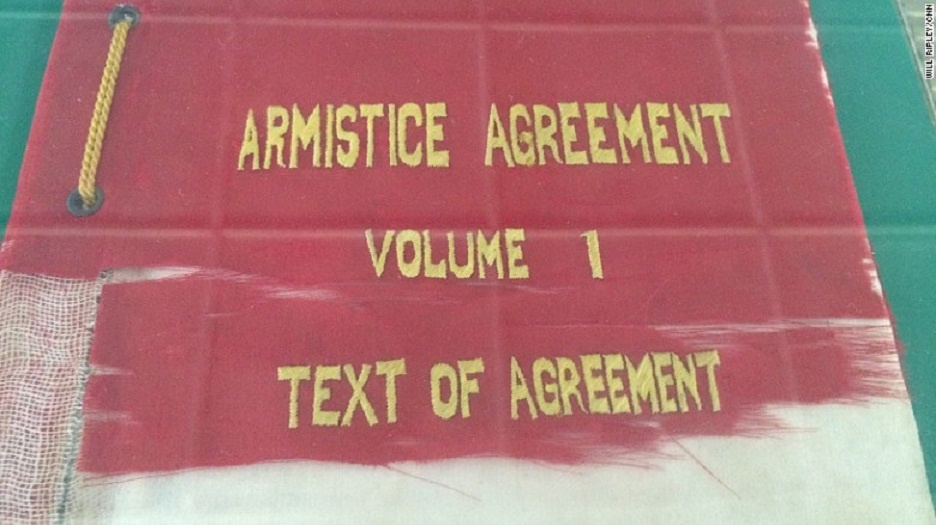 ARMISTICE AGREEMENT
VOLUME 1
TEXT OF AGREEMENT
WILL RIPLEY/CNN